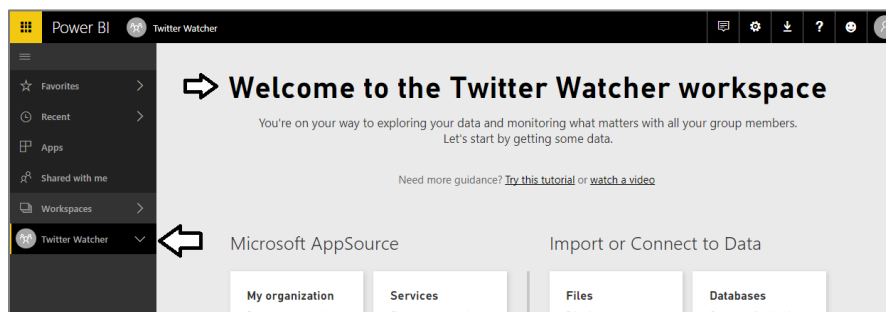 Power BI
Twitter Watcher
?
Favorites
Recent
Apps
Shared with me
Workspaces
Twitter Watcher
Welcome to the Twitter Watcher workspace
You're on your way to exploring your data and monitoring what matters with all your group members.
Let's start by getting some data.
Need more guidance? Try this tutorial or watch a video
Microsoft AppSource
Import or Connect to Data
My organization
Services
Files
Databases